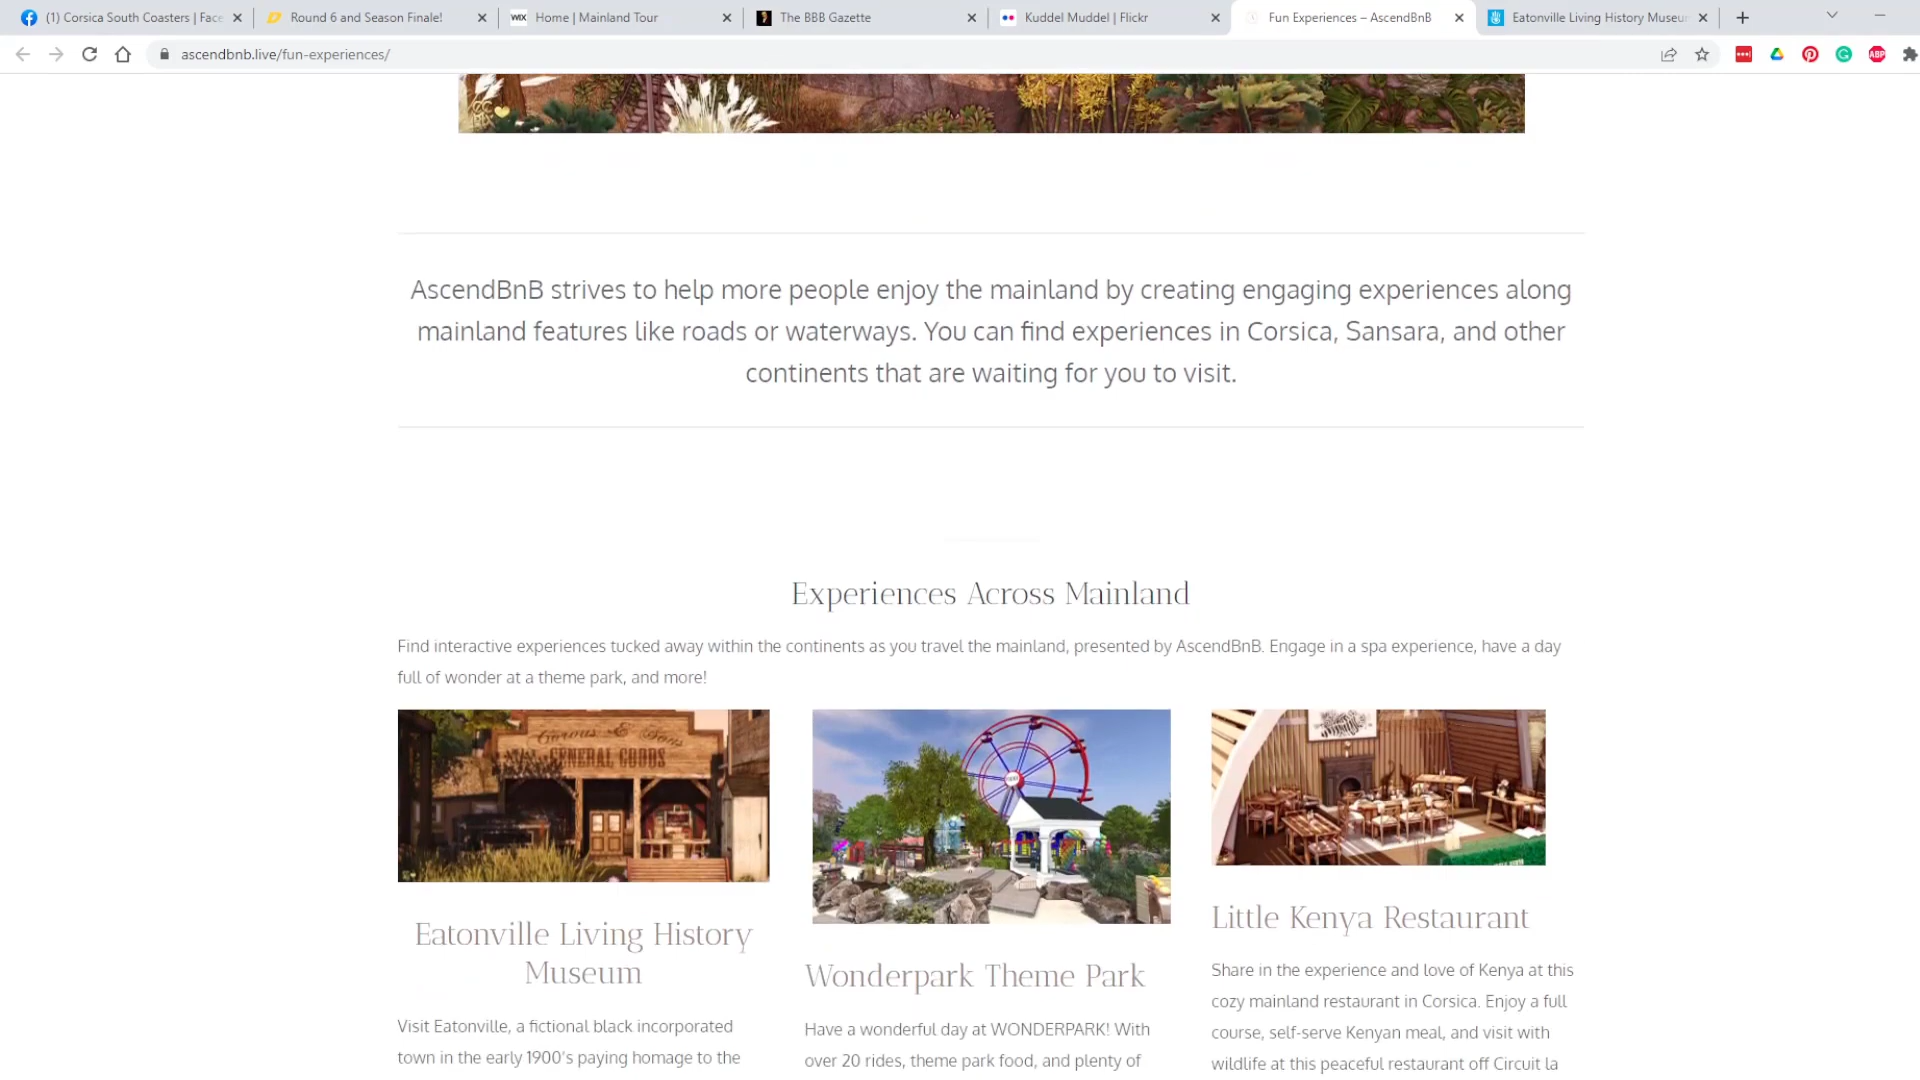 (1) Corsica South Coasters | Face
Round 6 and Season Finale!
WIX Home | Mainland Tour
The BBB Gazette
Kuddel Muddel | Flickr
Fun Experiences – AscendBnB
Eatonville Living History Museum
ascendbnb.live/fun-experiences/
ABP
AscendBnB strives to help more people enjoy the mainland by creating engaging experiences along
mainland features like roads or waterways. You can find experiences in Corsica, Sansara, and other
continents that are waiting for you to visit.
Experiences Across Mainland
Find interactive experiences tucked away within the continents as you travel the mainland, presented by AscendBnB. Engage in a spa experience, have a day
full of wonder at a theme park, and more!
Corvus & Sons
GENERAL GOODS
Eatonville Living History
Museum
Visit Eatonville, a fictional black incorporated
town in the early 1900's paying homage to the
Wonderpark Theme Park
Have a wonderful day at WONDERPARK! With
over 20 rides, theme park food, and plenty of
Little Kenya Restaurant
Share in the experience and love of Kenya at this
cozy mainland restaurant in Corsica. Enjoy a full
course, self-serve Kenyan meal, and visit with
wildlife at this peaceful restaurant off Circuit la